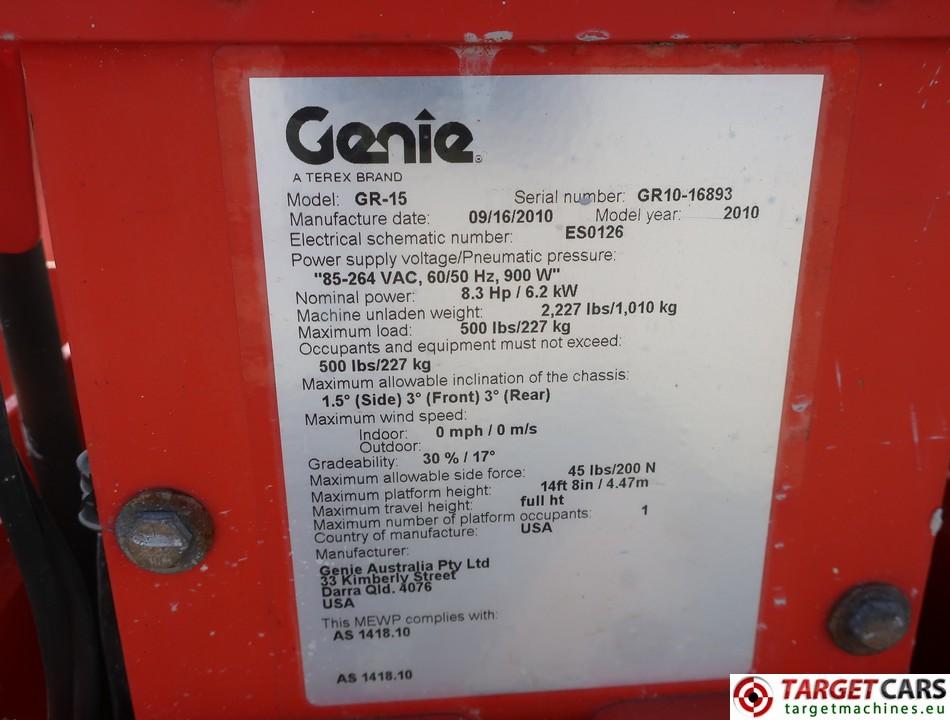 Genie
A TEREX BRAND
Model: GR-15 Serial number: GR10-16893
Manufacture date: 09/16/2010 Model year: 2010
Electrical schematic number: ES0126
Power supply voltage/Pneumatic pressure:
"85-264 VAC, 60/50 Hz, 900 W"
Nominal power: 8.3 Hp / 6.2 kW
Machine unladen weight: 2,227 lbs/1,010 kg
Maximum load: 500 lbs/227 kg
Occupants and equipment must not exceed:
500 lbs/227 kg
Maximum allowable inclination of the chassis:
1.5° (Side) 3° (Front) 3° (Rear)
Maximum wind speed:
Indoor: 0 mph / 0 m/s
Outdoor:
Gradeability: 30 % / 17°
Maximum allowable side force: 45 lbs/200 N
Maximum platform height: 14ft 8in / 4.47m
Maximum travel height: full ht
Maximum number of platform occupants: 1
Country of manufacture: USA
Manufacturer:
Genie Australia Pty Ltd
33 Kimberly Street
Darra Qld. 4076
USA
This MEWP complies with:
AS 1418.10
AS 1418.10
TARGETCARS
targetmachines.eu